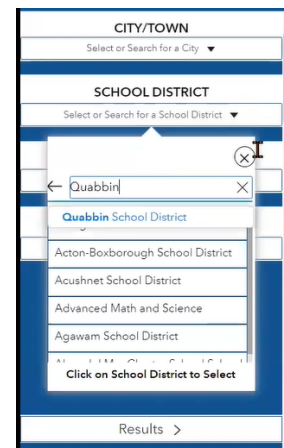 CITY/TOWN
Select or Search for a City
SCHOOL DISTRICT
Select or Search for a School District
Quabbin
Quabbin School District
Acton-Boxborough School District
Acushnet School District
Advanced Math and Science
Agawam School District
Click on School District to Select
Results >